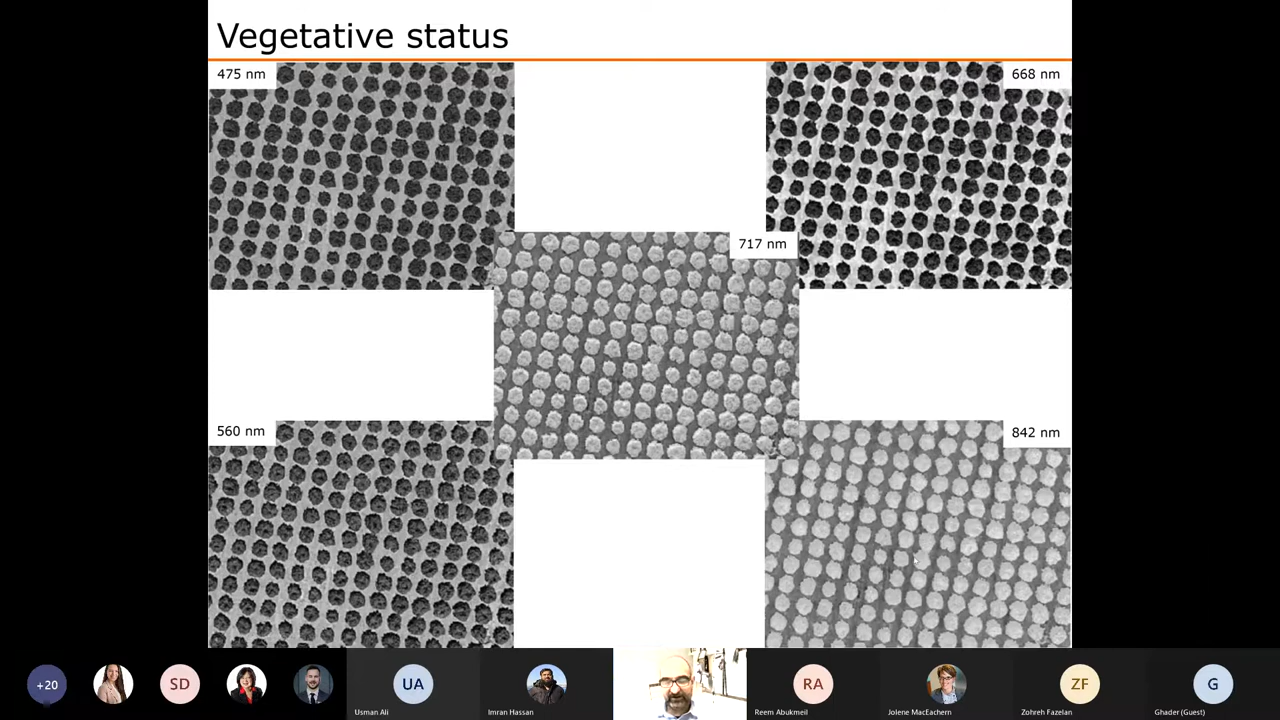 Vegetative status
475 nm
668 nm
717 nm
560 nm
842 nm
+20
SD
UA
RA
ZF
G
Usman Ali
Imran Hassan
Reem Abukmeil
Jolene MacEachern
Zohreh Fazelan
Ghader (Guest)